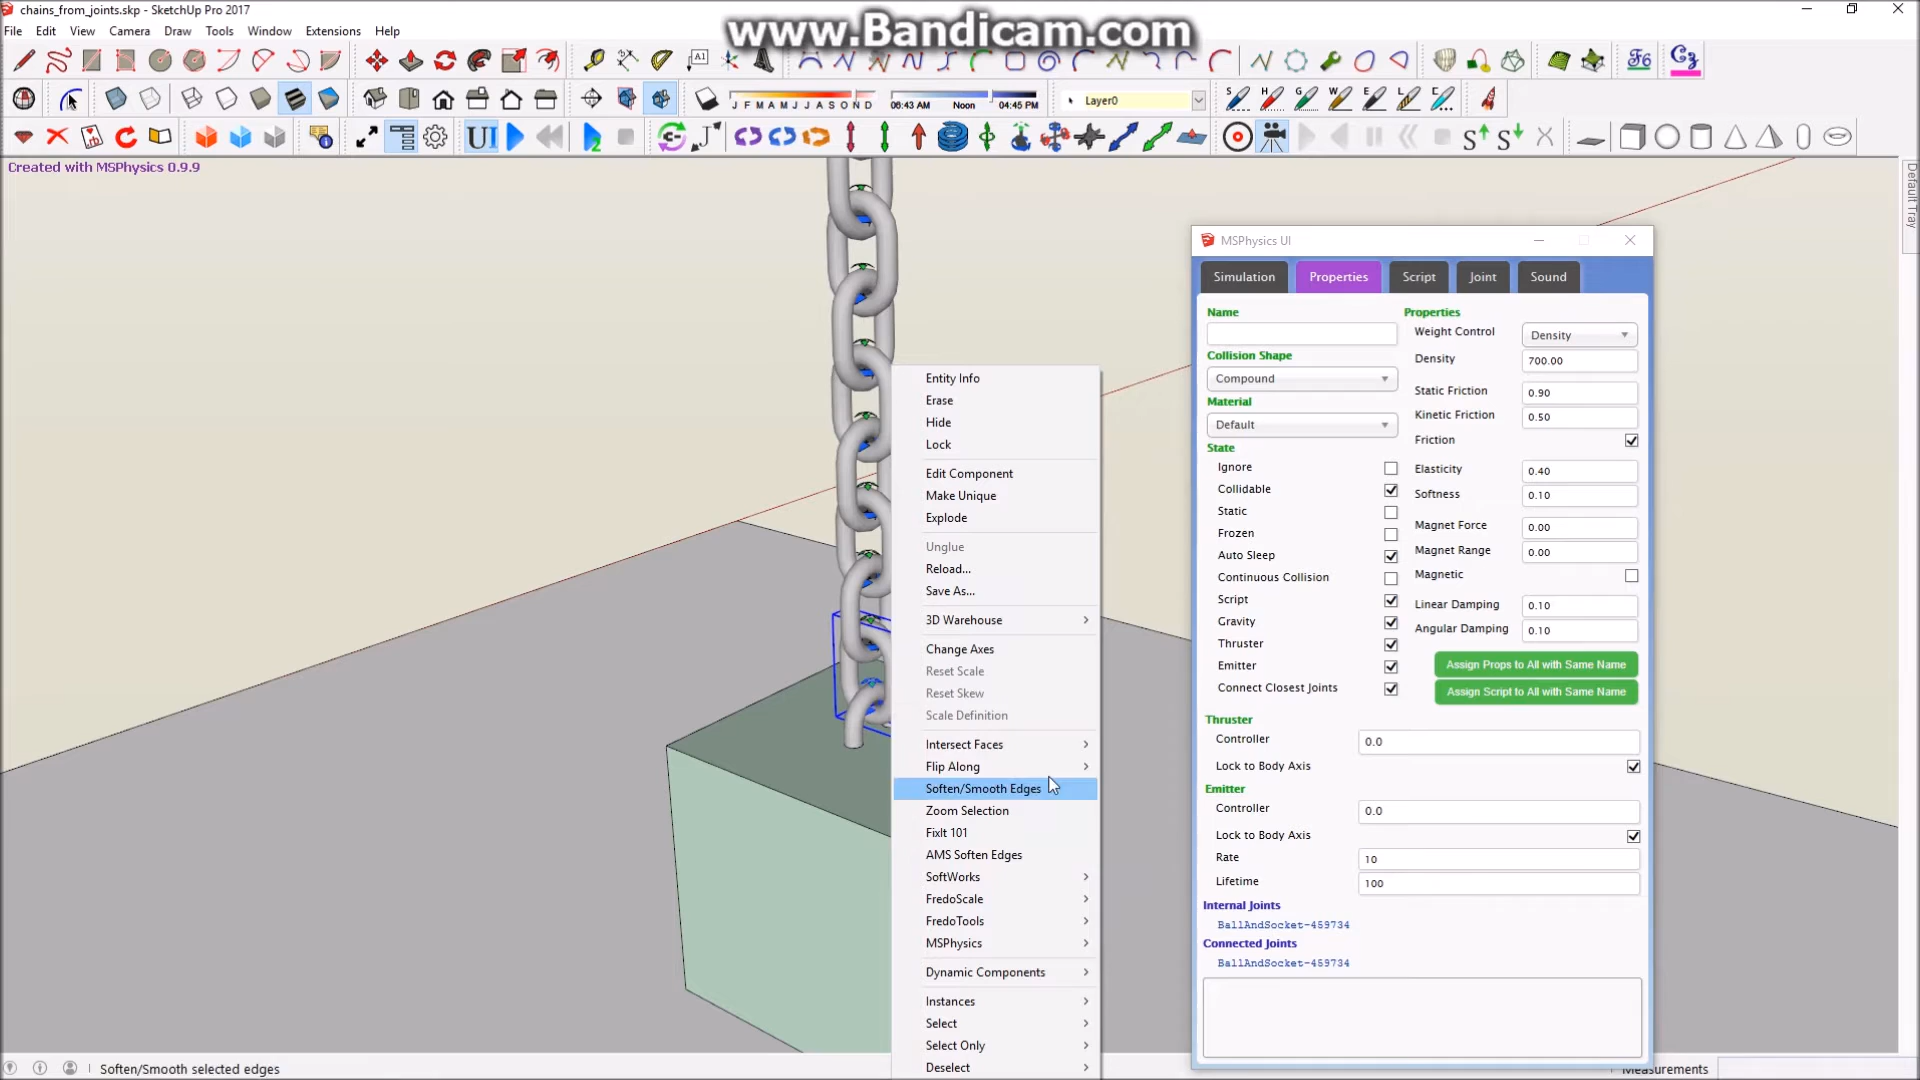 chains_from_joints.skp - SketchUp Pro 2017
www.Bandicam.com
File Edit View Camera Draw Tools Window Extensions Help
A1
F6
J F M A M J J A S O N D
06:43 AM Noon 04:45 PM
Layer0
S H G W E L C
UI
2
Created with MSPhysics 0.9.9
Default Tray
Entity Info
Erase
Hide
Lock
Edit Component
Make Unique
Explode
Unglue
Reload...
Save As...
3D Warehouse
Change Axes
Reset Scale
Reset Skew
Scale Definition
Intersect Faces
Flip Along
Soften/Smooth Edges
Zoom Selection
FixIt 101
AMS Soften Edges
SoftWorks
FredoScale
FredoTools
MSPhysics
Dynamic Components
Instances
Select
Select Only
Deselect
MSPhysics UI
Simulation Properties Script Joint Sound
Name
Collision Shape
Compound
Material
Default
State
Ignore
Collidable
Static
Frozen
Auto Sleep
Continuous Collision
Script
Gravity
Thruster
Emitter
Connect Closest Joints
Properties
Weight Control Density
Density 700.00
Static Friction 0.90
Kinetic Friction 0.50
Friction
Elasticity 0.40
Softness 0.10
Magnet Force 0.00
Magnet Range 0.00
Magnetic
Linear Damping 0.10
Angular Damping 0.10
Assign Props to All with Same Name
Assign Script to All with Same Name
Thruster
Controller 0.0
Lock to Body Axis
Emitter
Controller 0.0
Lock to Body Axis
Rate 10
Lifetime 100
Internal Joints
BallAndSocket-459734
Connected Joints
BallAndSocket-459734
Soften/Smooth selected edges
Measurements